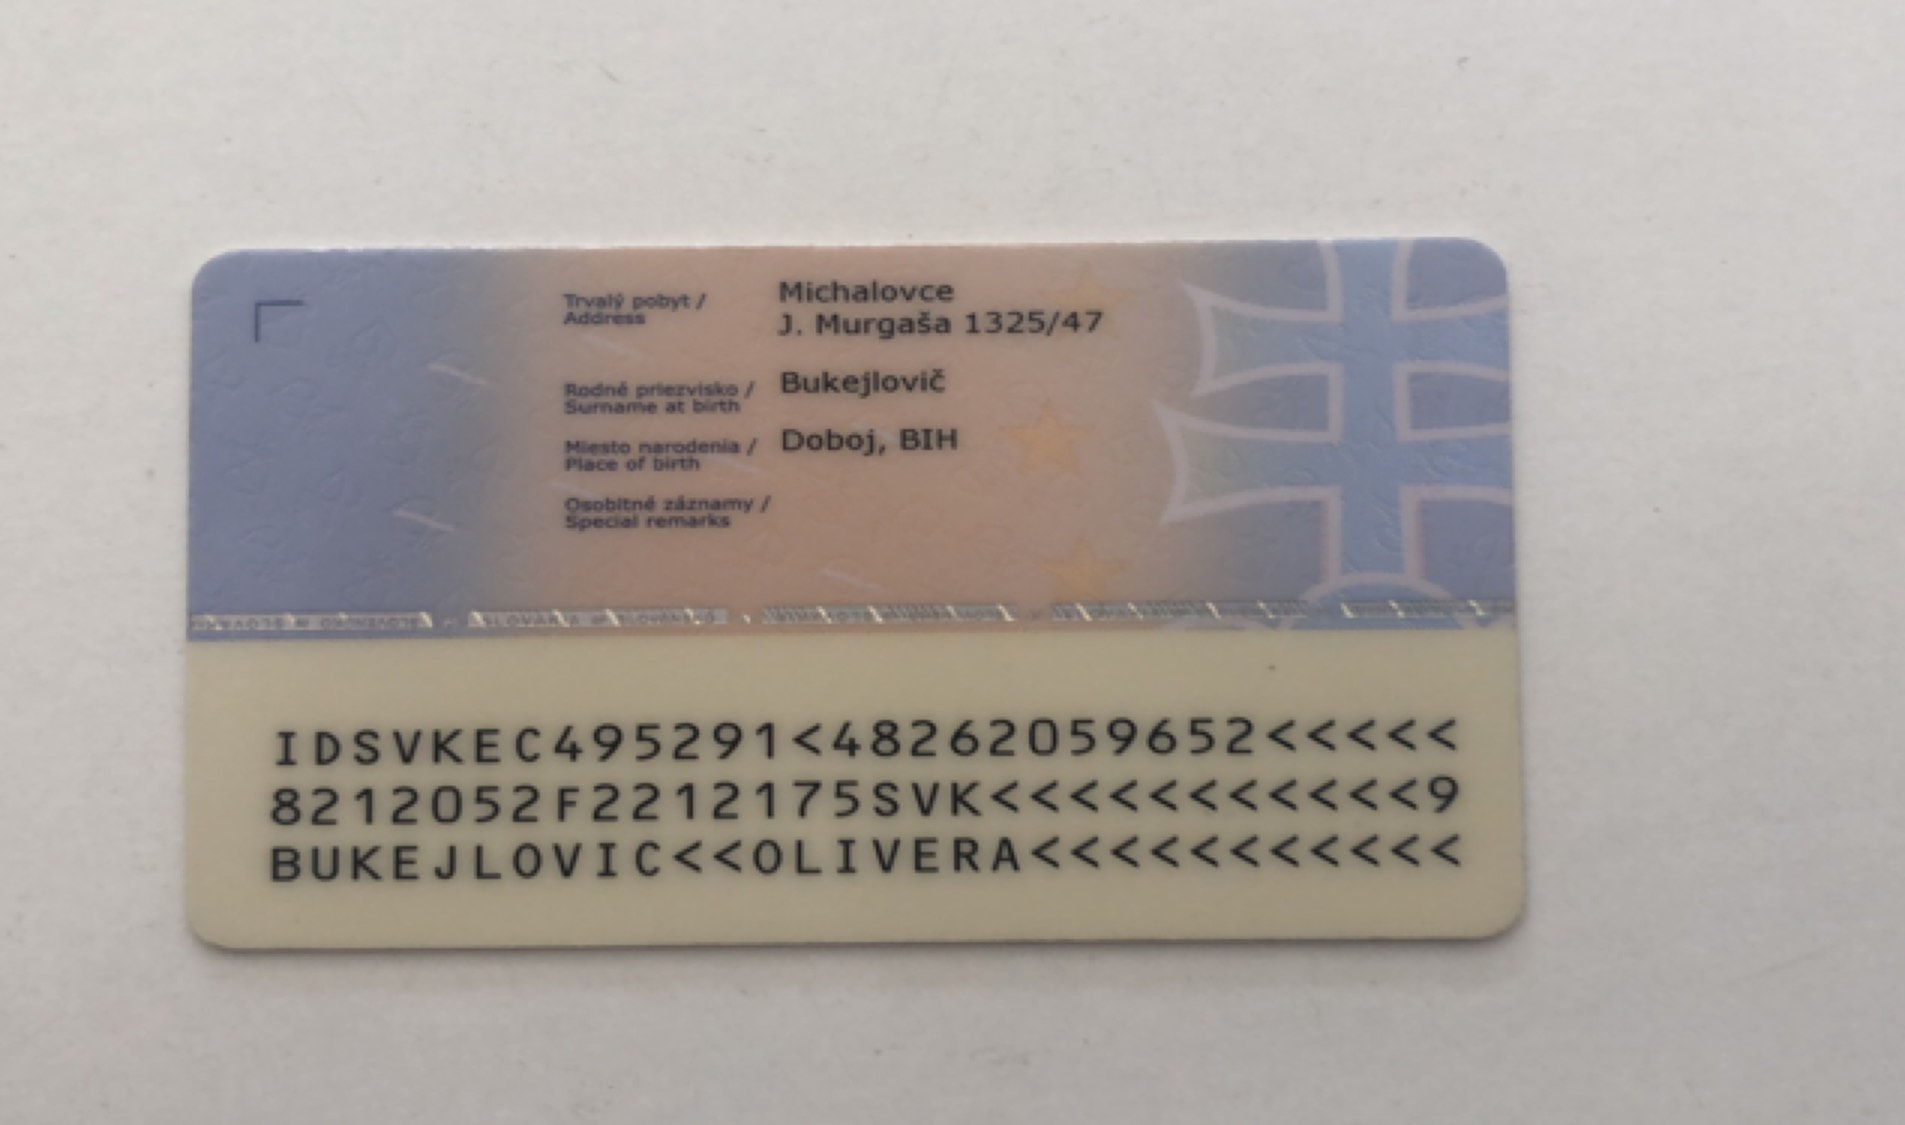 Trvalý pobyt / Michalovce
Address J. Murgaša 1325/47
Rodné priezvisko / Bukejlovič
Surname at birth
Miesto narodenia / Doboj, BIH
Place of birth
Osobitné záznamy /
Special remarks
IDSVKEC495291<48262059652<<<<<
8212052F2212175SVK<<<<<<<<<<<9
BUKEJLOVIC<<OLIVERA<<<<<<<<<<<